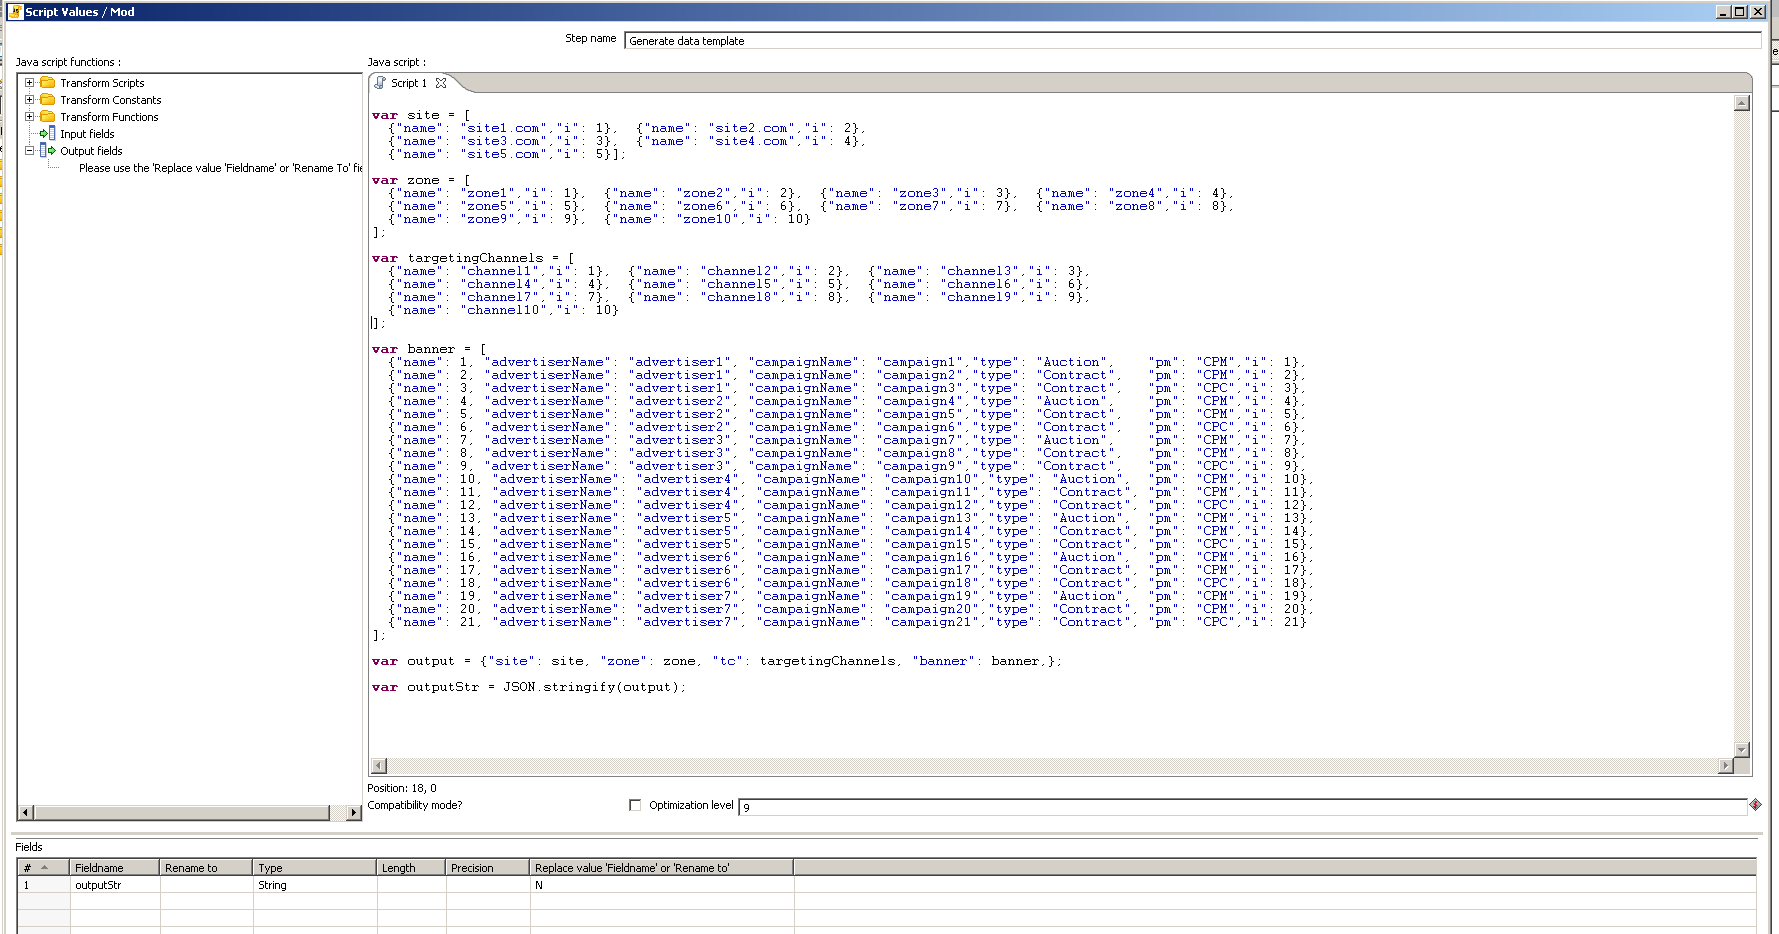 Script Values / Mod
Step name Generate data template
Java script functions :
Transform Scripts
Transform Constants
Transform Functions
Input fields
Output fields
Please use the 'Replace value 'Fieldname' or 'Rename To' fie
Java script :
Script 1
var site = [
  {"name": "site1.com","i": 1},  {"name": "site2.com","i": 2},
  {"name": "site3.com","i": 3},  {"name": "site4.com","i": 4},
  {"name": "site5.com","i": 5}];
var zone = [
  {"name": "zone1","i": 1},  {"name": "zone2","i": 2},  {"name": "zone3","i": 3},  {"name": "zone4","i": 4},
  {"name": "zone5","i": 5},  {"name": "zone6","i": 6},  {"name": "zone7","i": 7},  {"name": "zone8","i": 8},
  {"name": "zone9","i": 9},  {"name": "zone10","i": 10}
];
var targetingChannels = [
  {"name": "channel1","i": 1},  {"name": "channel2","i": 2},  {"name": "channel3","i": 3},
  {"name": "channel4","i": 4},  {"name": "channel5","i": 5},  {"name": "channel6","i": 6},
  {"name": "channel7","i": 7},  {"name": "channel8","i": 8},  {"name": "channel9","i": 9},
  {"name": "channel10","i": 10}
];
var banner = [
  {"name": 1, "advertiserName": "advertiser1", "campaignName": "campaign1","type": "Auction",    "pm": "CPM","i": 1},
  {"name": 2, "advertiserName": "advertiser1", "campaignName": "campaign2","type": "Contract",   "pm": "CPM","i": 2},
  {"name": 3, "advertiserName": "advertiser1", "campaignName": "campaign3","type": "Contract",   "pm": "CPC","i": 3},
  {"name": 4, "advertiserName": "advertiser2", "campaignName": "campaign4","type": "Auction",    "pm": "CPM","i": 4},
  {"name": 5, "advertiserName": "advertiser2", "campaignName": "campaign5","type": "Contract",   "pm": "CPM","i": 5},
  {"name": 6, "advertiserName": "advertiser2", "campaignName": "campaign6","type": "Contract",   "pm": "CPC","i": 6},
  {"name": 7, "advertiserName": "advertiser3", "campaignName": "campaign7","type": "Auction",    "pm": "CPM","i": 7},
  {"name": 8, "advertiserName": "advertiser3", "campaignName": "campaign8","type": "Contract",   "pm": "CPM","i": 8},
  {"name": 9, "advertiserName": "advertiser3", "campaignName": "campaign9","type": "Contract",   "pm": "CPC","i": 9},
  {"name": 10, "advertiserName": "advertiser4", "campaignName": "campaign10","type": "Auction",  "pm": "CPM","i": 10},
  {"name": 11, "advertiserName": "advertiser4", "campaignName": "campaign11","type": "Contract", "pm": "CPM","i": 11},
  {"name": 12, "advertiserName": "advertiser4", "campaignName": "campaign12","type": "Contract", "pm": "CPC","i": 12},
  {"name": 13, "advertiserName": "advertiser5", "campaignName": "campaign13","type": "Auction",  "pm": "CPM","i": 13},
  {"name": 14, "advertiserName": "advertiser5", "campaignName": "campaign14","type": "Contract", "pm": "CPM","i": 14},
  {"name": 15, "advertiserName": "advertiser5", "campaignName": "campaign15","type": "Contract", "pm": "CPC","i": 15},
  {"name": 16, "advertiserName": "advertiser6", "campaignName": "campaign16","type": "Auction",  "pm": "CPM","i": 16},
  {"name": 17, "advertiserName": "advertiser6", "campaignName": "campaign17","type": "Contract", "pm": "CPM","i": 17},
  {"name": 18, "advertiserName": "advertiser6", "campaignName": "campaign18","type": "Contract", "pm": "CPC","i": 18},
  {"name": 19, "advertiserName": "advertiser7", "campaignName": "campaign19","type": "Auction",  "pm": "CPM","i": 19},
  {"name": 20, "advertiserName": "advertiser7", "campaignName": "campaign20","type": "Contract", "pm": "CPM","i": 20},
  {"name": 21, "advertiserName": "advertiser7", "campaignName": "campaign21","type": "Contract", "pm": "CPC","i": 21}
];
var output = {"site": site, "zone": zone, "tc": targetingChannels, "banner": banner,};
var outputStr = JSON.stringify(output);
Position: 18, 0
Compatibility mode? Optimization level 9
Fields
# Fieldname Rename to Type Length Precision Replace value 'Fieldname' or 'Rename to'
1 outputStr String N